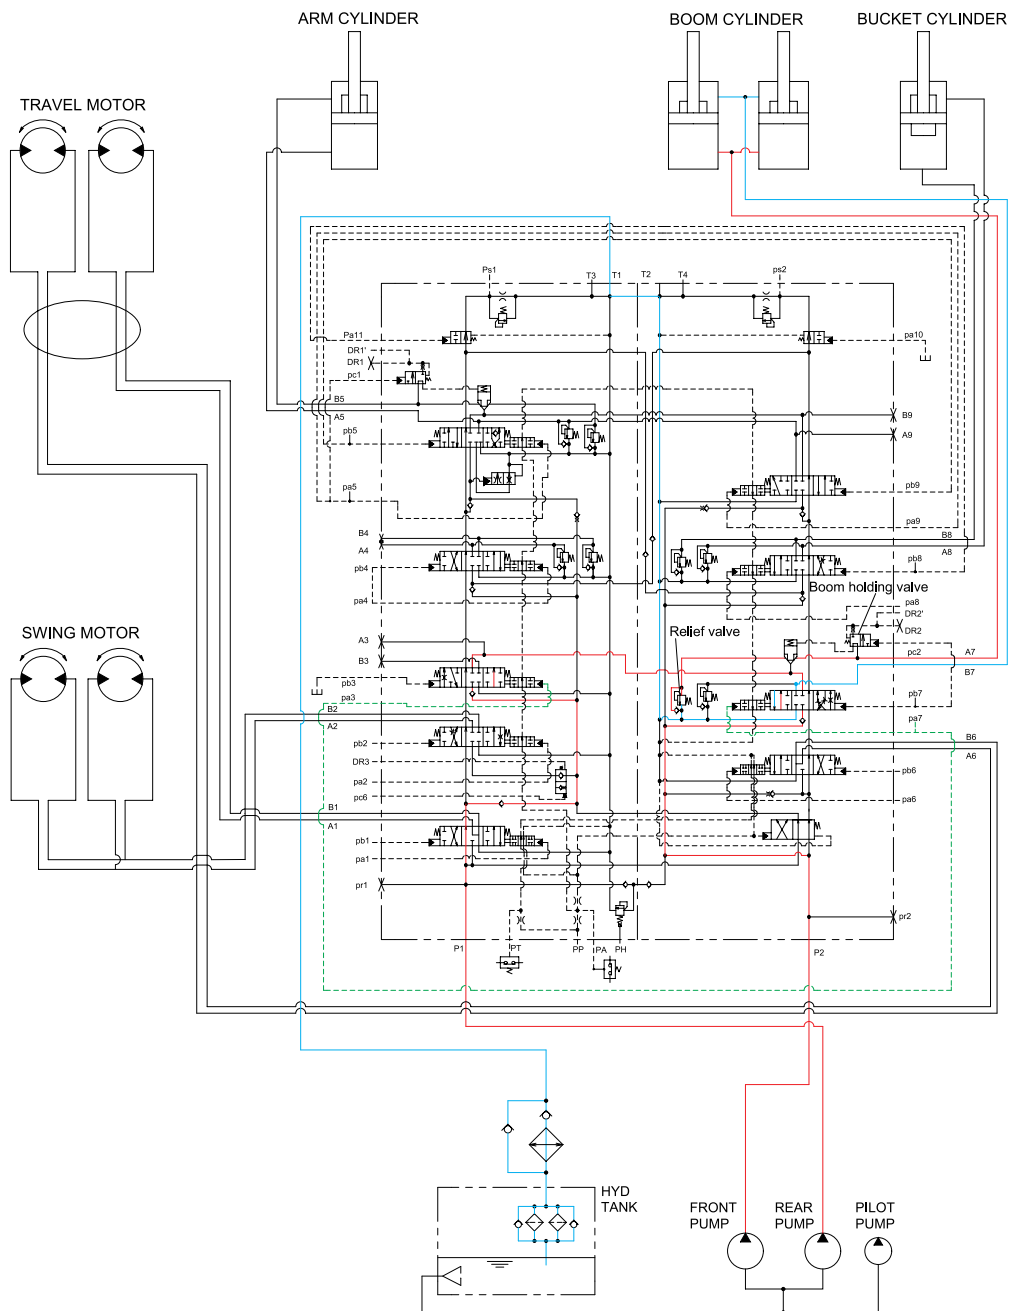 ARM CYLINDER
BOOM CYLINDER
BUCKET CYLINDER
TRAVEL MOTOR
Ps1
T3
T1
T2
T4
ps2
Pa11
pa10
DR1'
DR1
pc1
B5
A5
B9
A9
pb5
pa5
pb9
pa9
B4
A4
B8
A8
pb4
pb8
pa4
Boom holding valve
pa8
DR2'
DR2
SWING MOTOR
Relief valve
A3
B3
pc2
A7
B7
pb3
pa3
pb7
B2
A2
pa7
pb2
B6
A6
DR3
pa2
pc6
pb6
pa6
B1
A1
pb1
pa1
pr1
pr2
P1
PT
PP
PA
PH
P2
HYD
TANK
FRONT
PUMP
REAR
PUMP
PILOT
PUMP